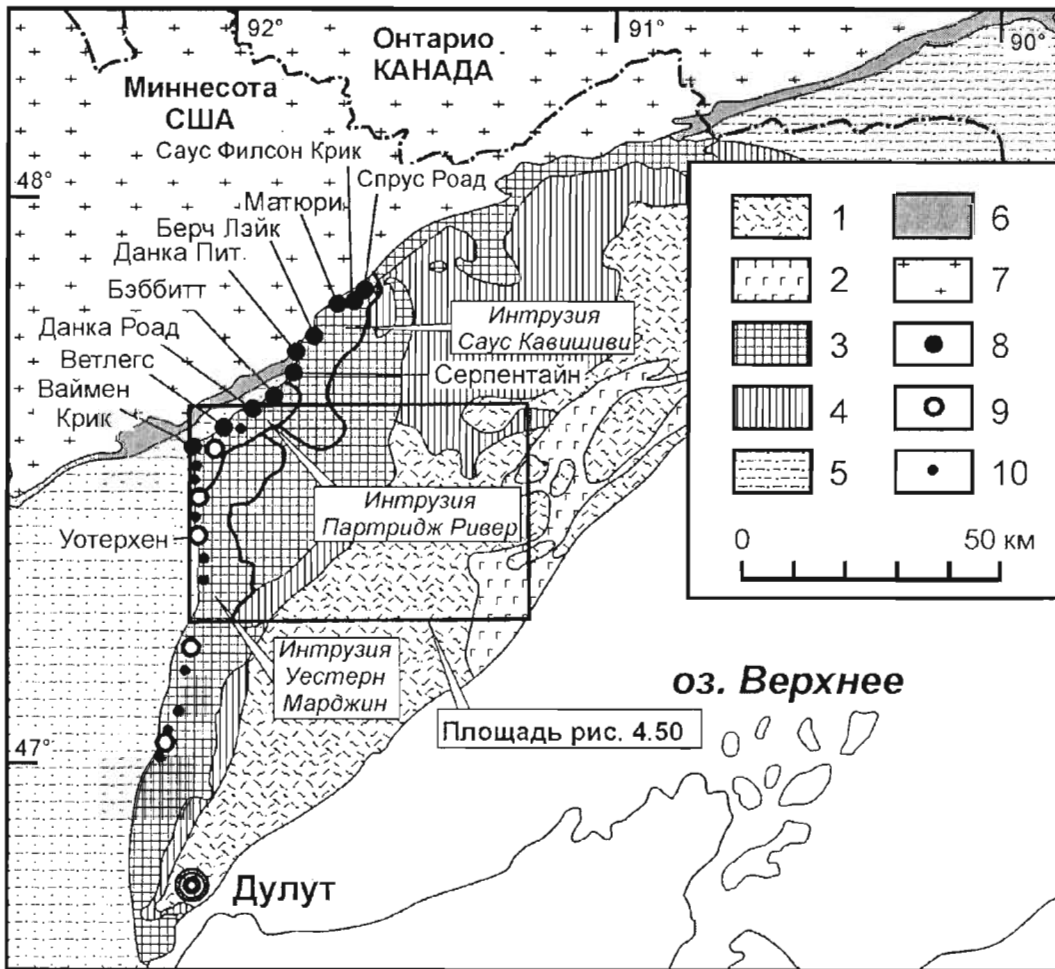 92°
91°
90°
Онтарио
КАНАДА
Миннесота
США
Саус Филсон Крик
Спрус Роад
48°
Матюри
Берч Лэйк
Данка Пит.
Бэббитт
Данка Роад
Ветлегс
Ваймен
Крик
Интрузия
Саус Кавишиви
Серпентайн
Интрузия
Партридж Ривер
Уотерхен
Интрузия
Уестерн
Марджин
47°
Площадь рис. 4.50
оз. Верхнее
Дулут
1
2
3
4
5
6
7
8
9
10
0
50 км